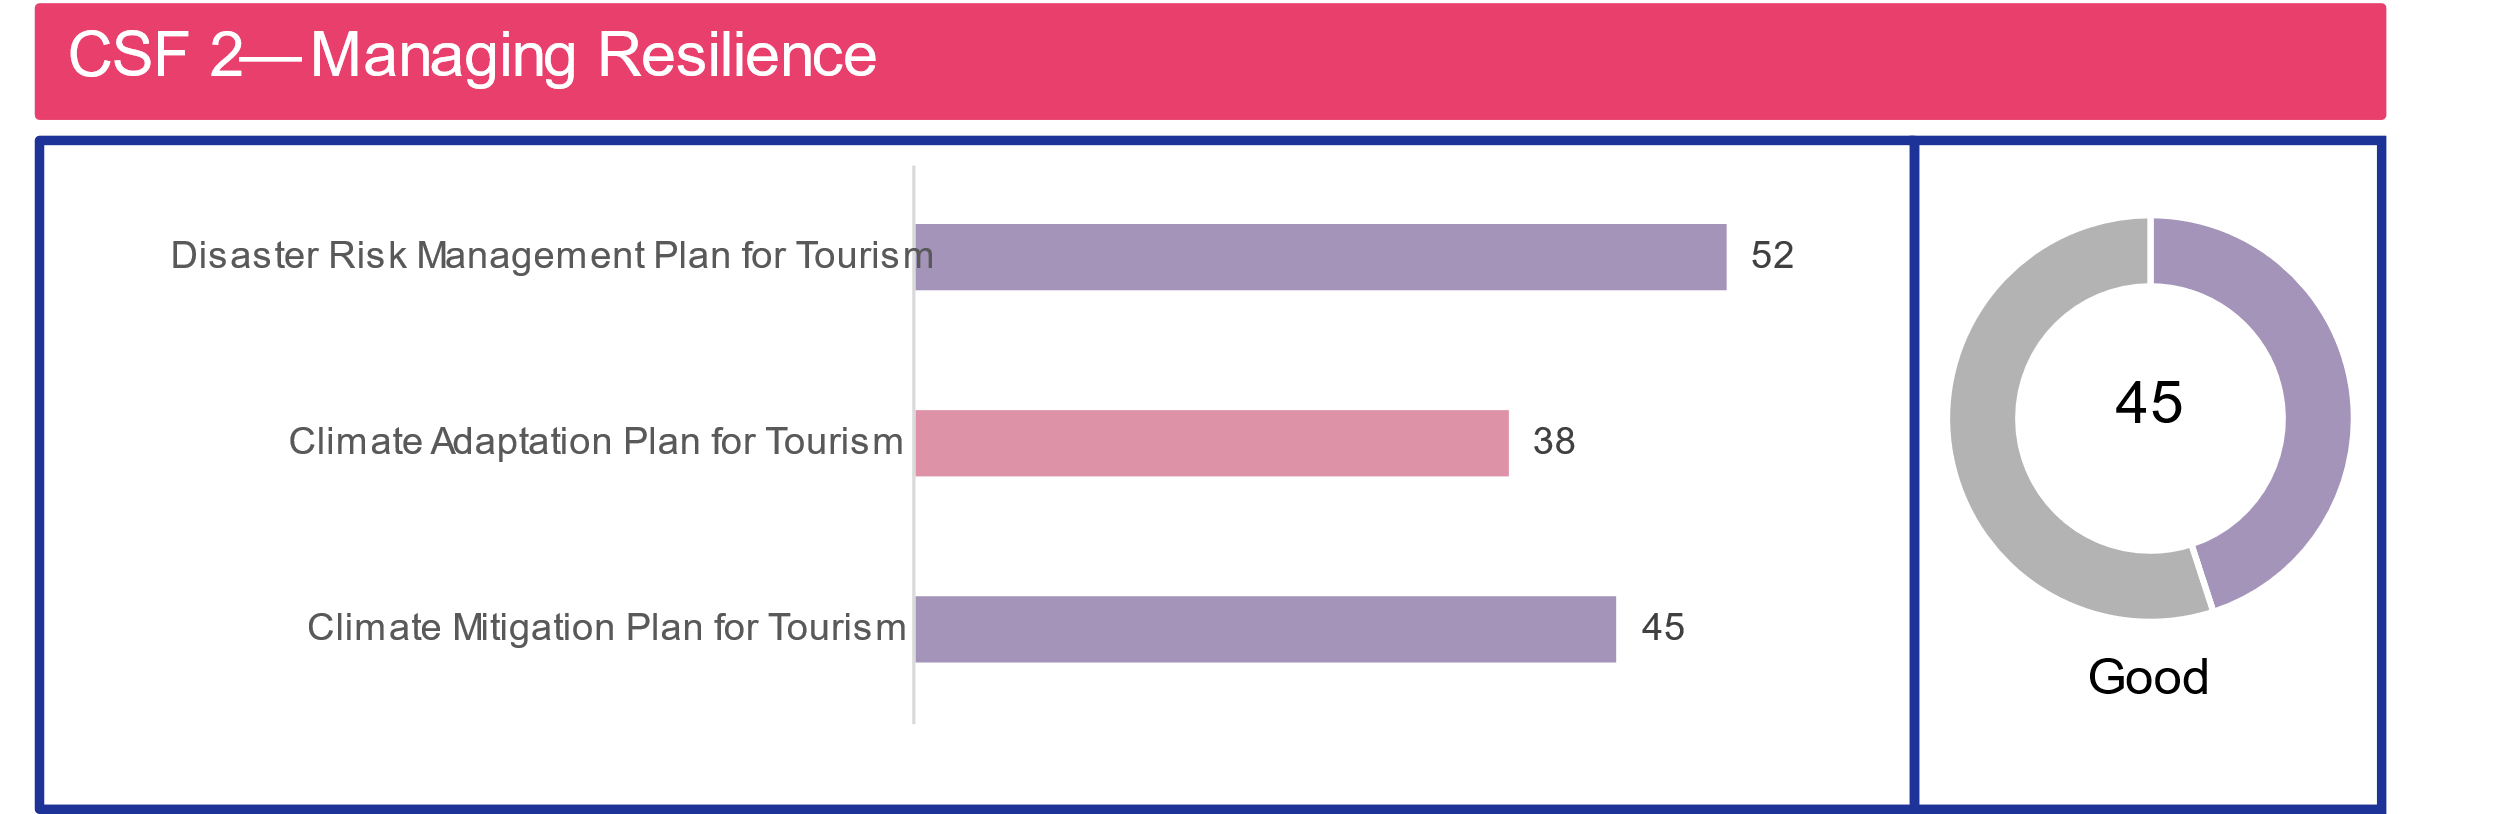 CSF 2—Managing Resilience
Disaster Risk Management Plan for Tourism 52
Climate Adaptation Plan for Tourism 38
Climate Mitigation Plan for Tourism 45
45
Good